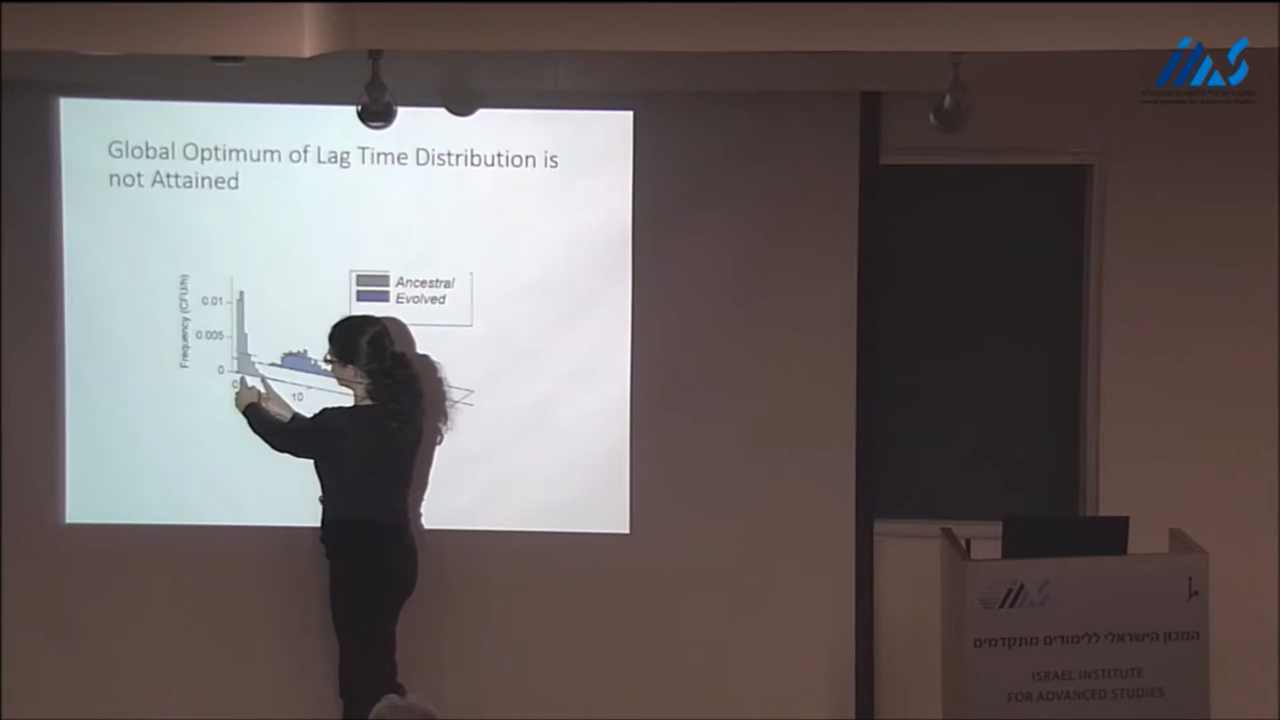 Global Optimum of Lag Time Distribution is
not Attained
Ancestral
Evolved
Frequency (CFU/h)
0.01
0.005
0
0
10
ias
המכון הישראלי ללימודים מתקדמים
ISRAEL INSTITUTE
FOR ADVANCED STUDIES